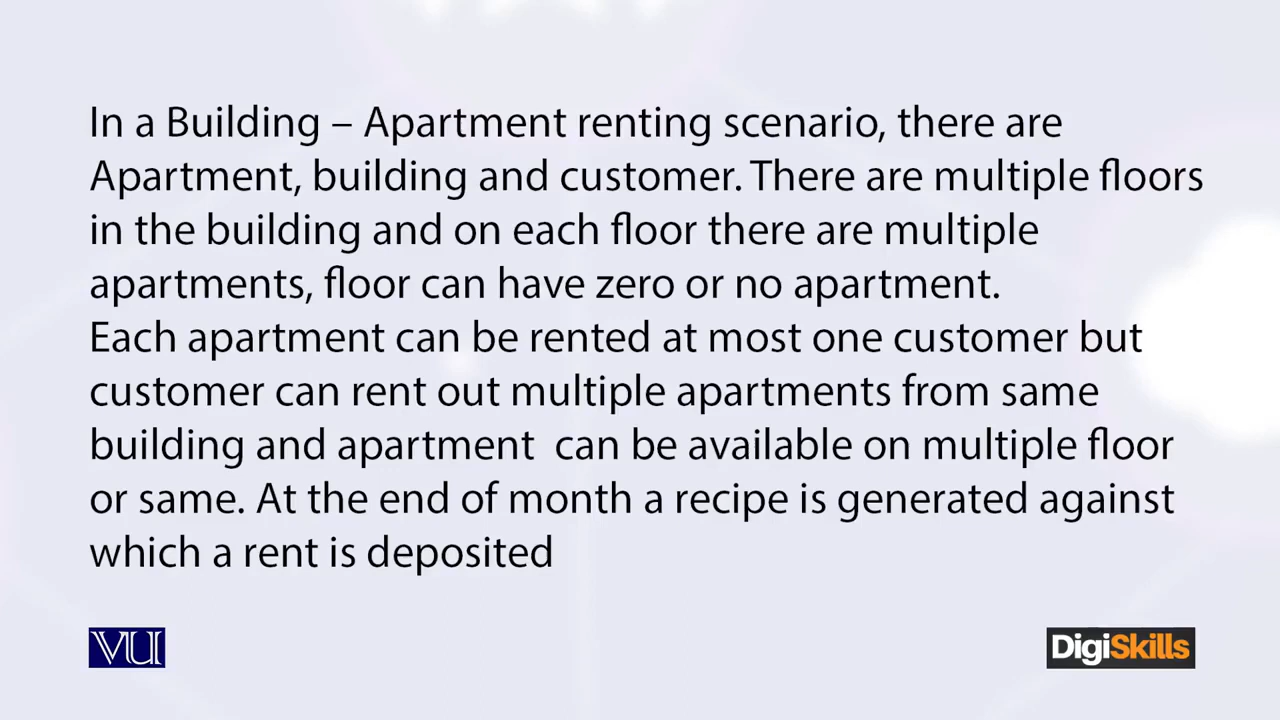 In a Building – Apartment renting scenario, there are
Apartment, building and customer. There are multiple floors
in the building and on each floor there are multiple
apartments, floor can have zero or no apartment.
Each apartment can be rented at most one customer but
customer can rent out multiple apartments from same
building and apartment  can be available on multiple floor
or same. At the end of month a recipe is generated against
which a rent is deposited
VU
DigiSkills